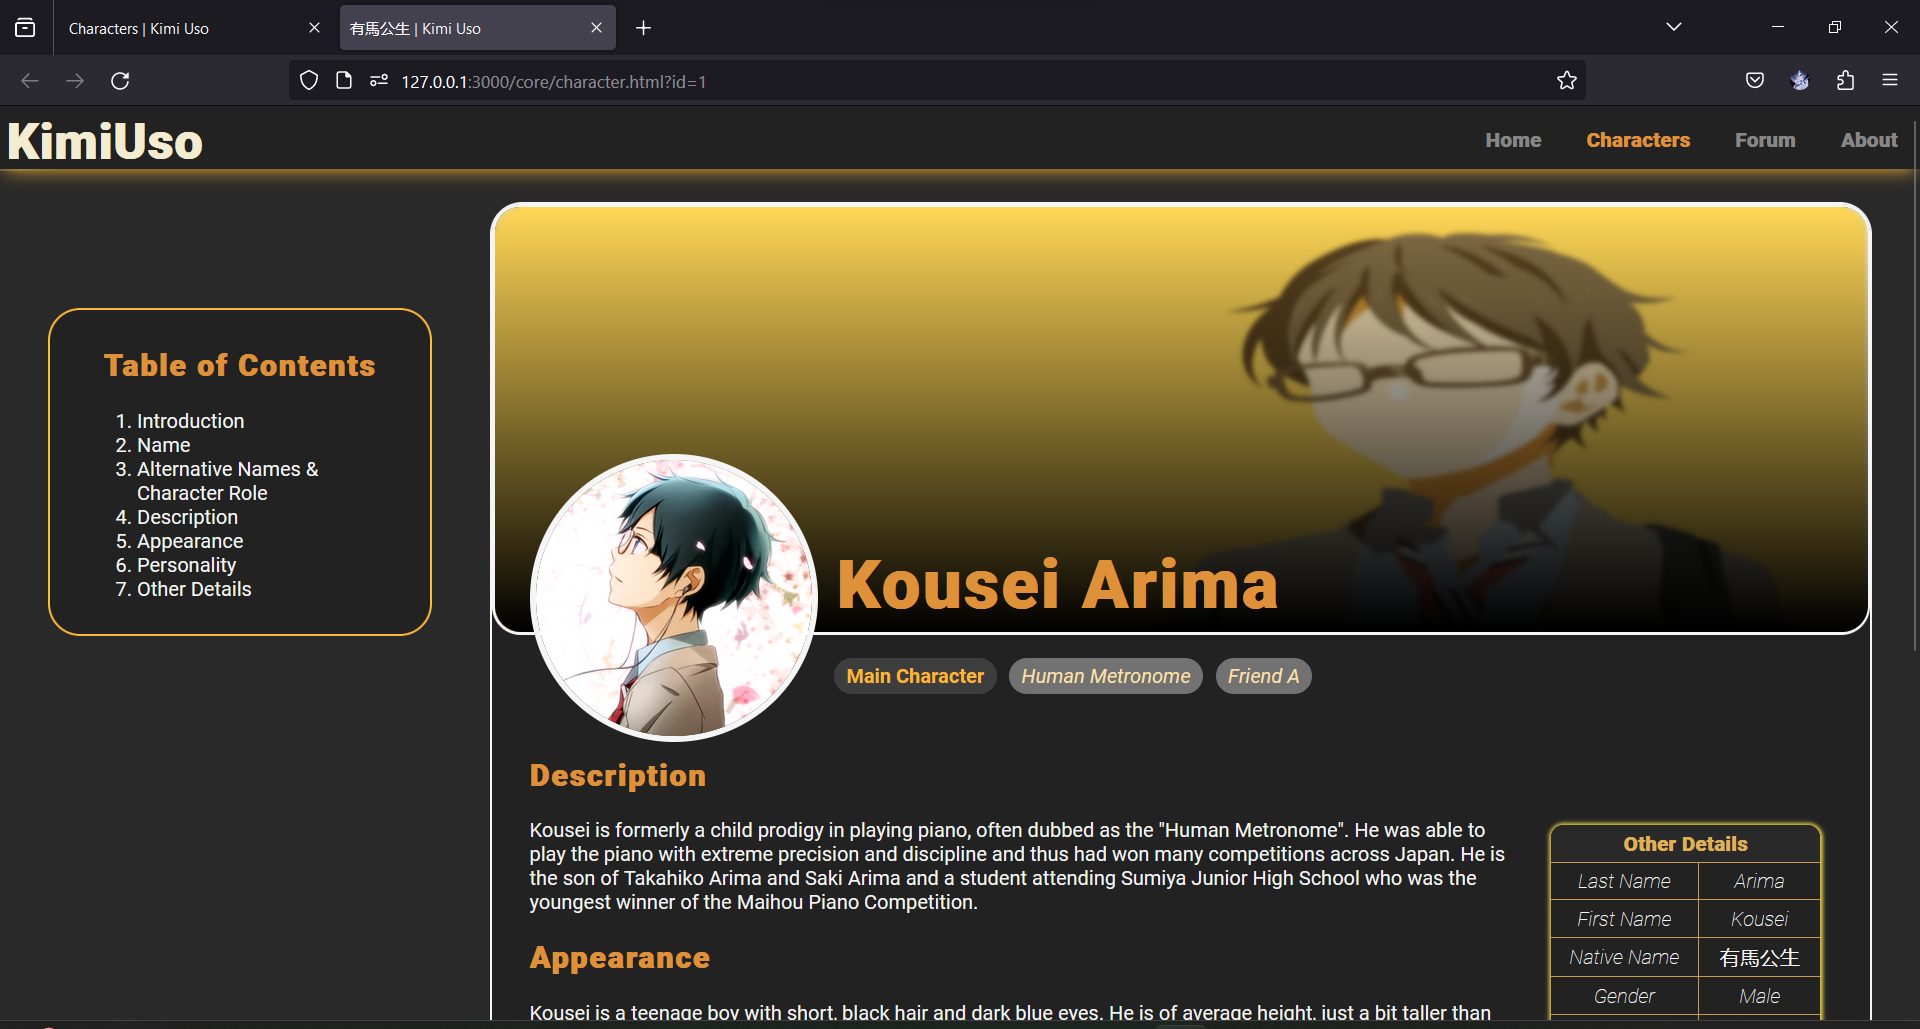 Characters | Kimi Uso
有馬公生 | Kimi Uso
127.0.0.1:3000/core/character.html?id=1
KimiUso
Home
Characters
Forum
About
Table of Contents
1. Introduction
2. Name
3. Alternative Names &
Character Role
4. Description
5. Appearance
6. Personality
7. Other Details
Kousei Arima
Main Character
Human Metronome
Friend A
Description
Kousei is formerly a child prodigy in playing piano, often dubbed as the "Human Metronome". He was able to
play the piano with extreme precision and discipline and thus had won many competitions across Japan. He is
the son of Takahiko Arima and Saki Arima and a student attending Sumiya Junior High School who was the
youngest winner of the Maihou Piano Competition.
Appearance
Kousei is a teenage boy with short, black hair and dark blue eyes. He is of average height, just a bit taller than
Other Details
Last Name Arima
First Name Kousei
Native Name 有馬公生
Gender Male